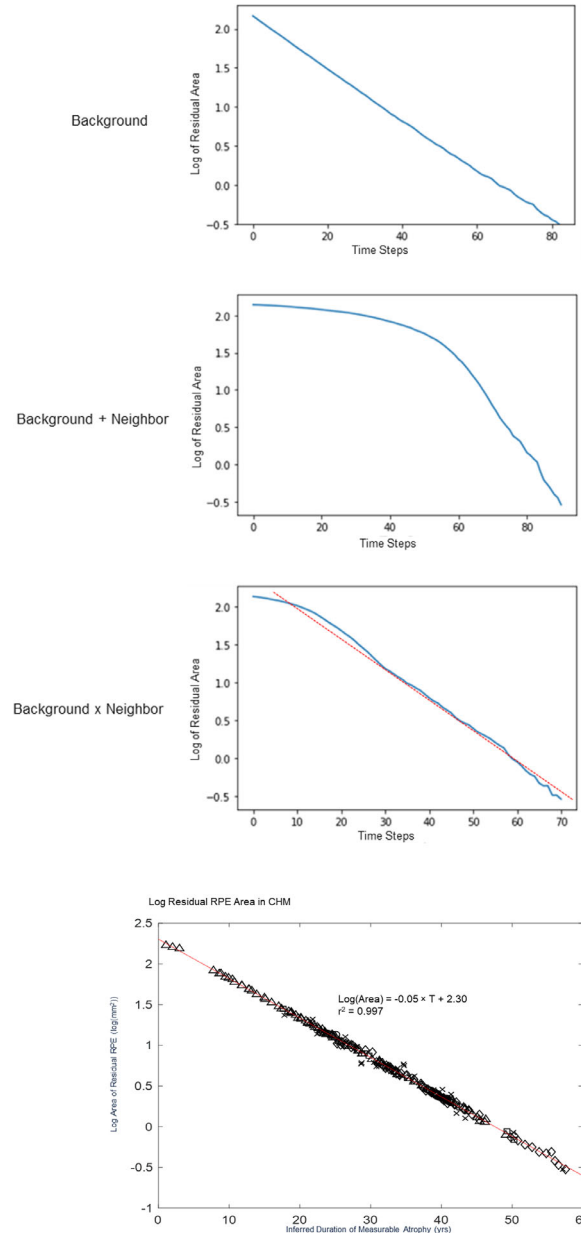 Background
Log of Residual Area
2.0
1.5
1.0
0.5
0.0
−0.5
0 20 40 60 80
Time Steps
Background + Neighbor
Log of Residual Area
2.0
1.5
1.0
0.5
0.0
−0.5
0 20 40 60 80
Time Steps
Background x Neighbor
Log of Residual Area
2.0
1.5
1.0
0.5
0.0
−0.5
0 10 20 30 40 50 60 70
Time Steps
Log Residual RPE Area in CHM
Log Area of Residual RPE (log(mm²))
2.5
2
1.5
1
0.5
0
-0.5
-1
Log(Area) = -0.05 × T + 2.30
r² = 0.997
0 10 20 30 40 50 60
Inferred Duration of Measurable Atrophy (yrs)